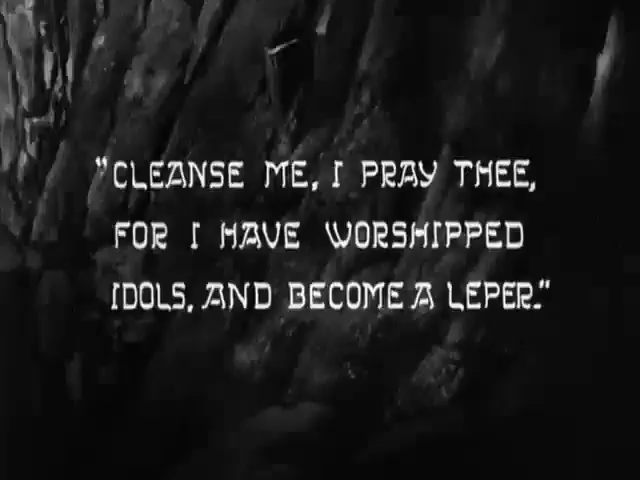 "CLEANSE ME, I PRAY THEE,
FOR I HAVE WORSHIPPED
IDOLS, AND BECOME A LEPER."